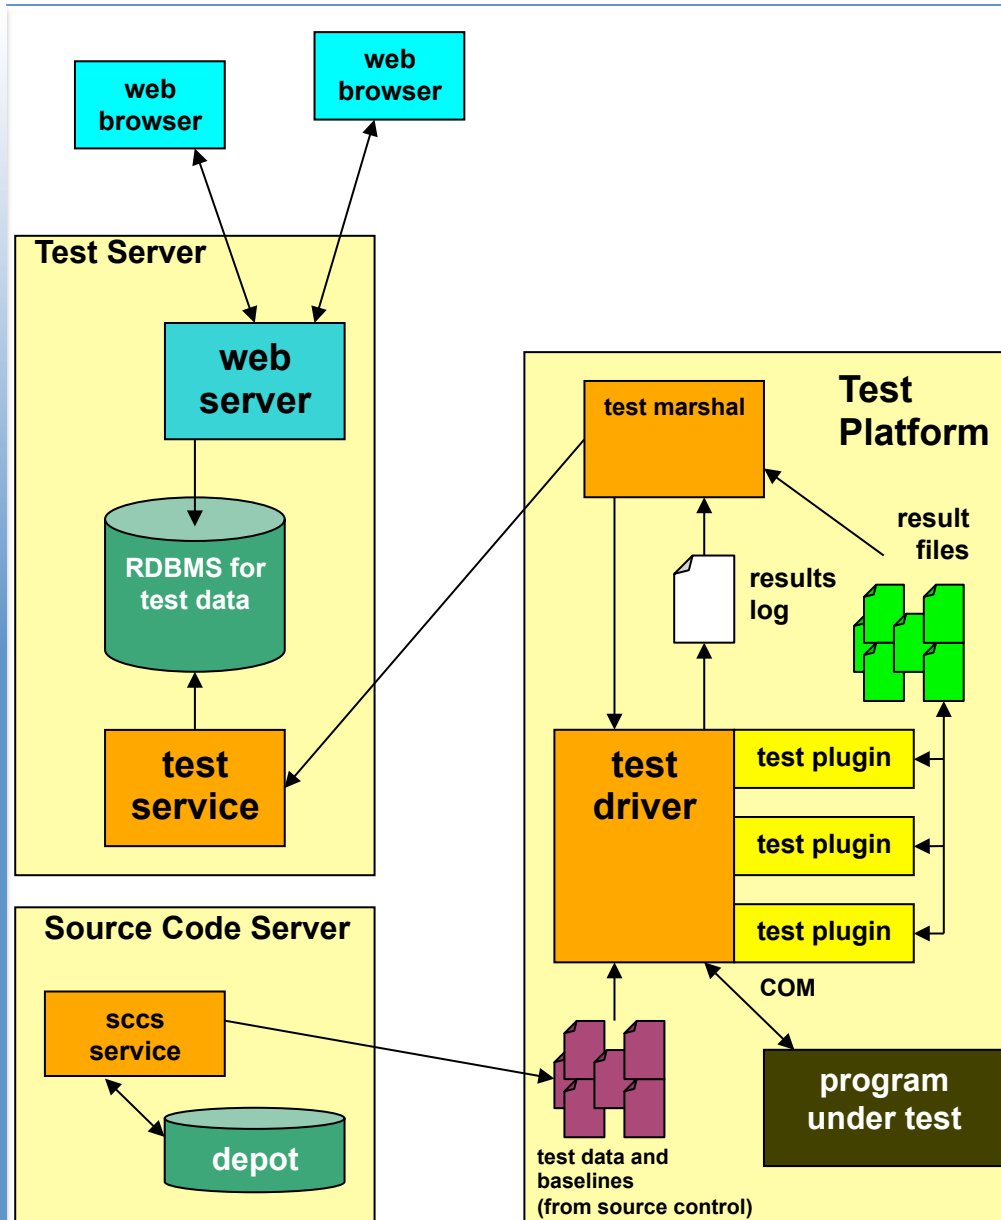 web
browser
web
browser
Test Server
web
server
RDBMS for
test data
test
service
Source Code Server
sccs
service
depot
Test
Platform
test marshal
result
files
results
log
test
driver
test plugin
test plugin
test plugin
COM
program
under test
test data and
baselines
(from source control)